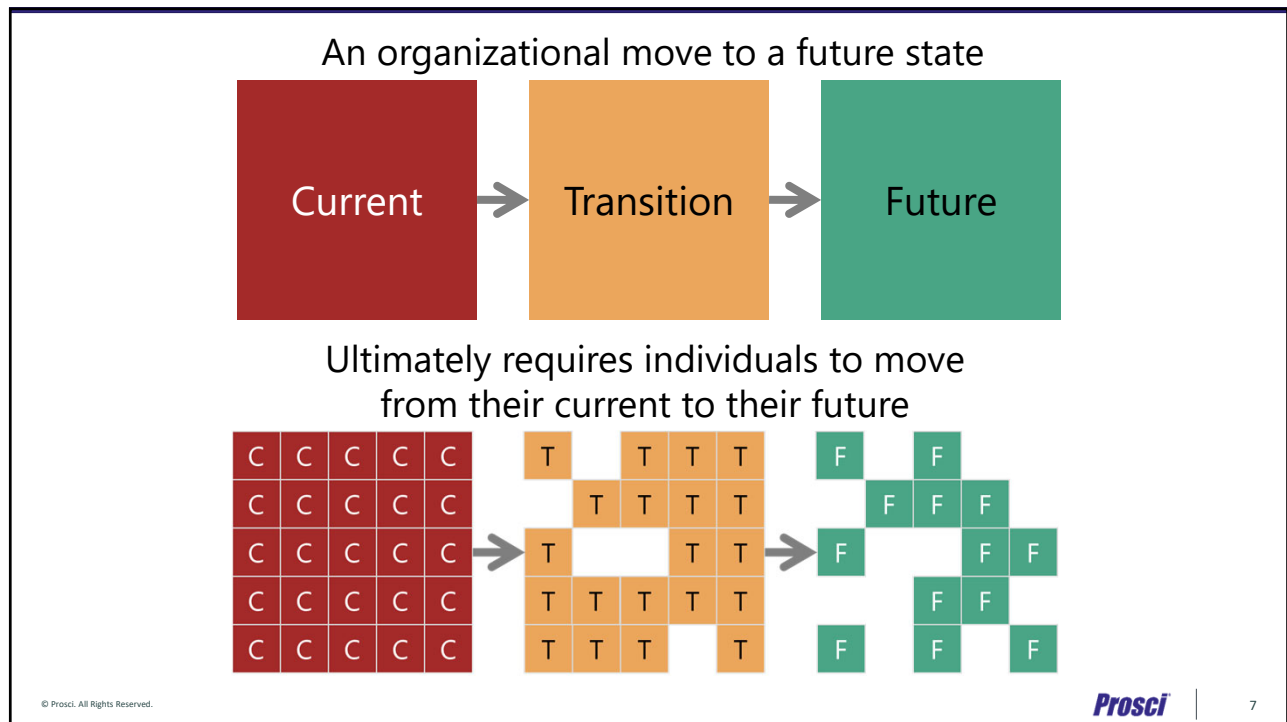 An organizational move to a future state
Current
Transition
Future
Ultimately requires individuals to move
from their current to their future
C C C C C T T T T F F
C C C C C T T T T F F F
C C C C C T T T F F F
C C C C C T T T T T F F
C C C C C T T T T F F F
© Prosci. All Rights Reserved.
Prosci
7